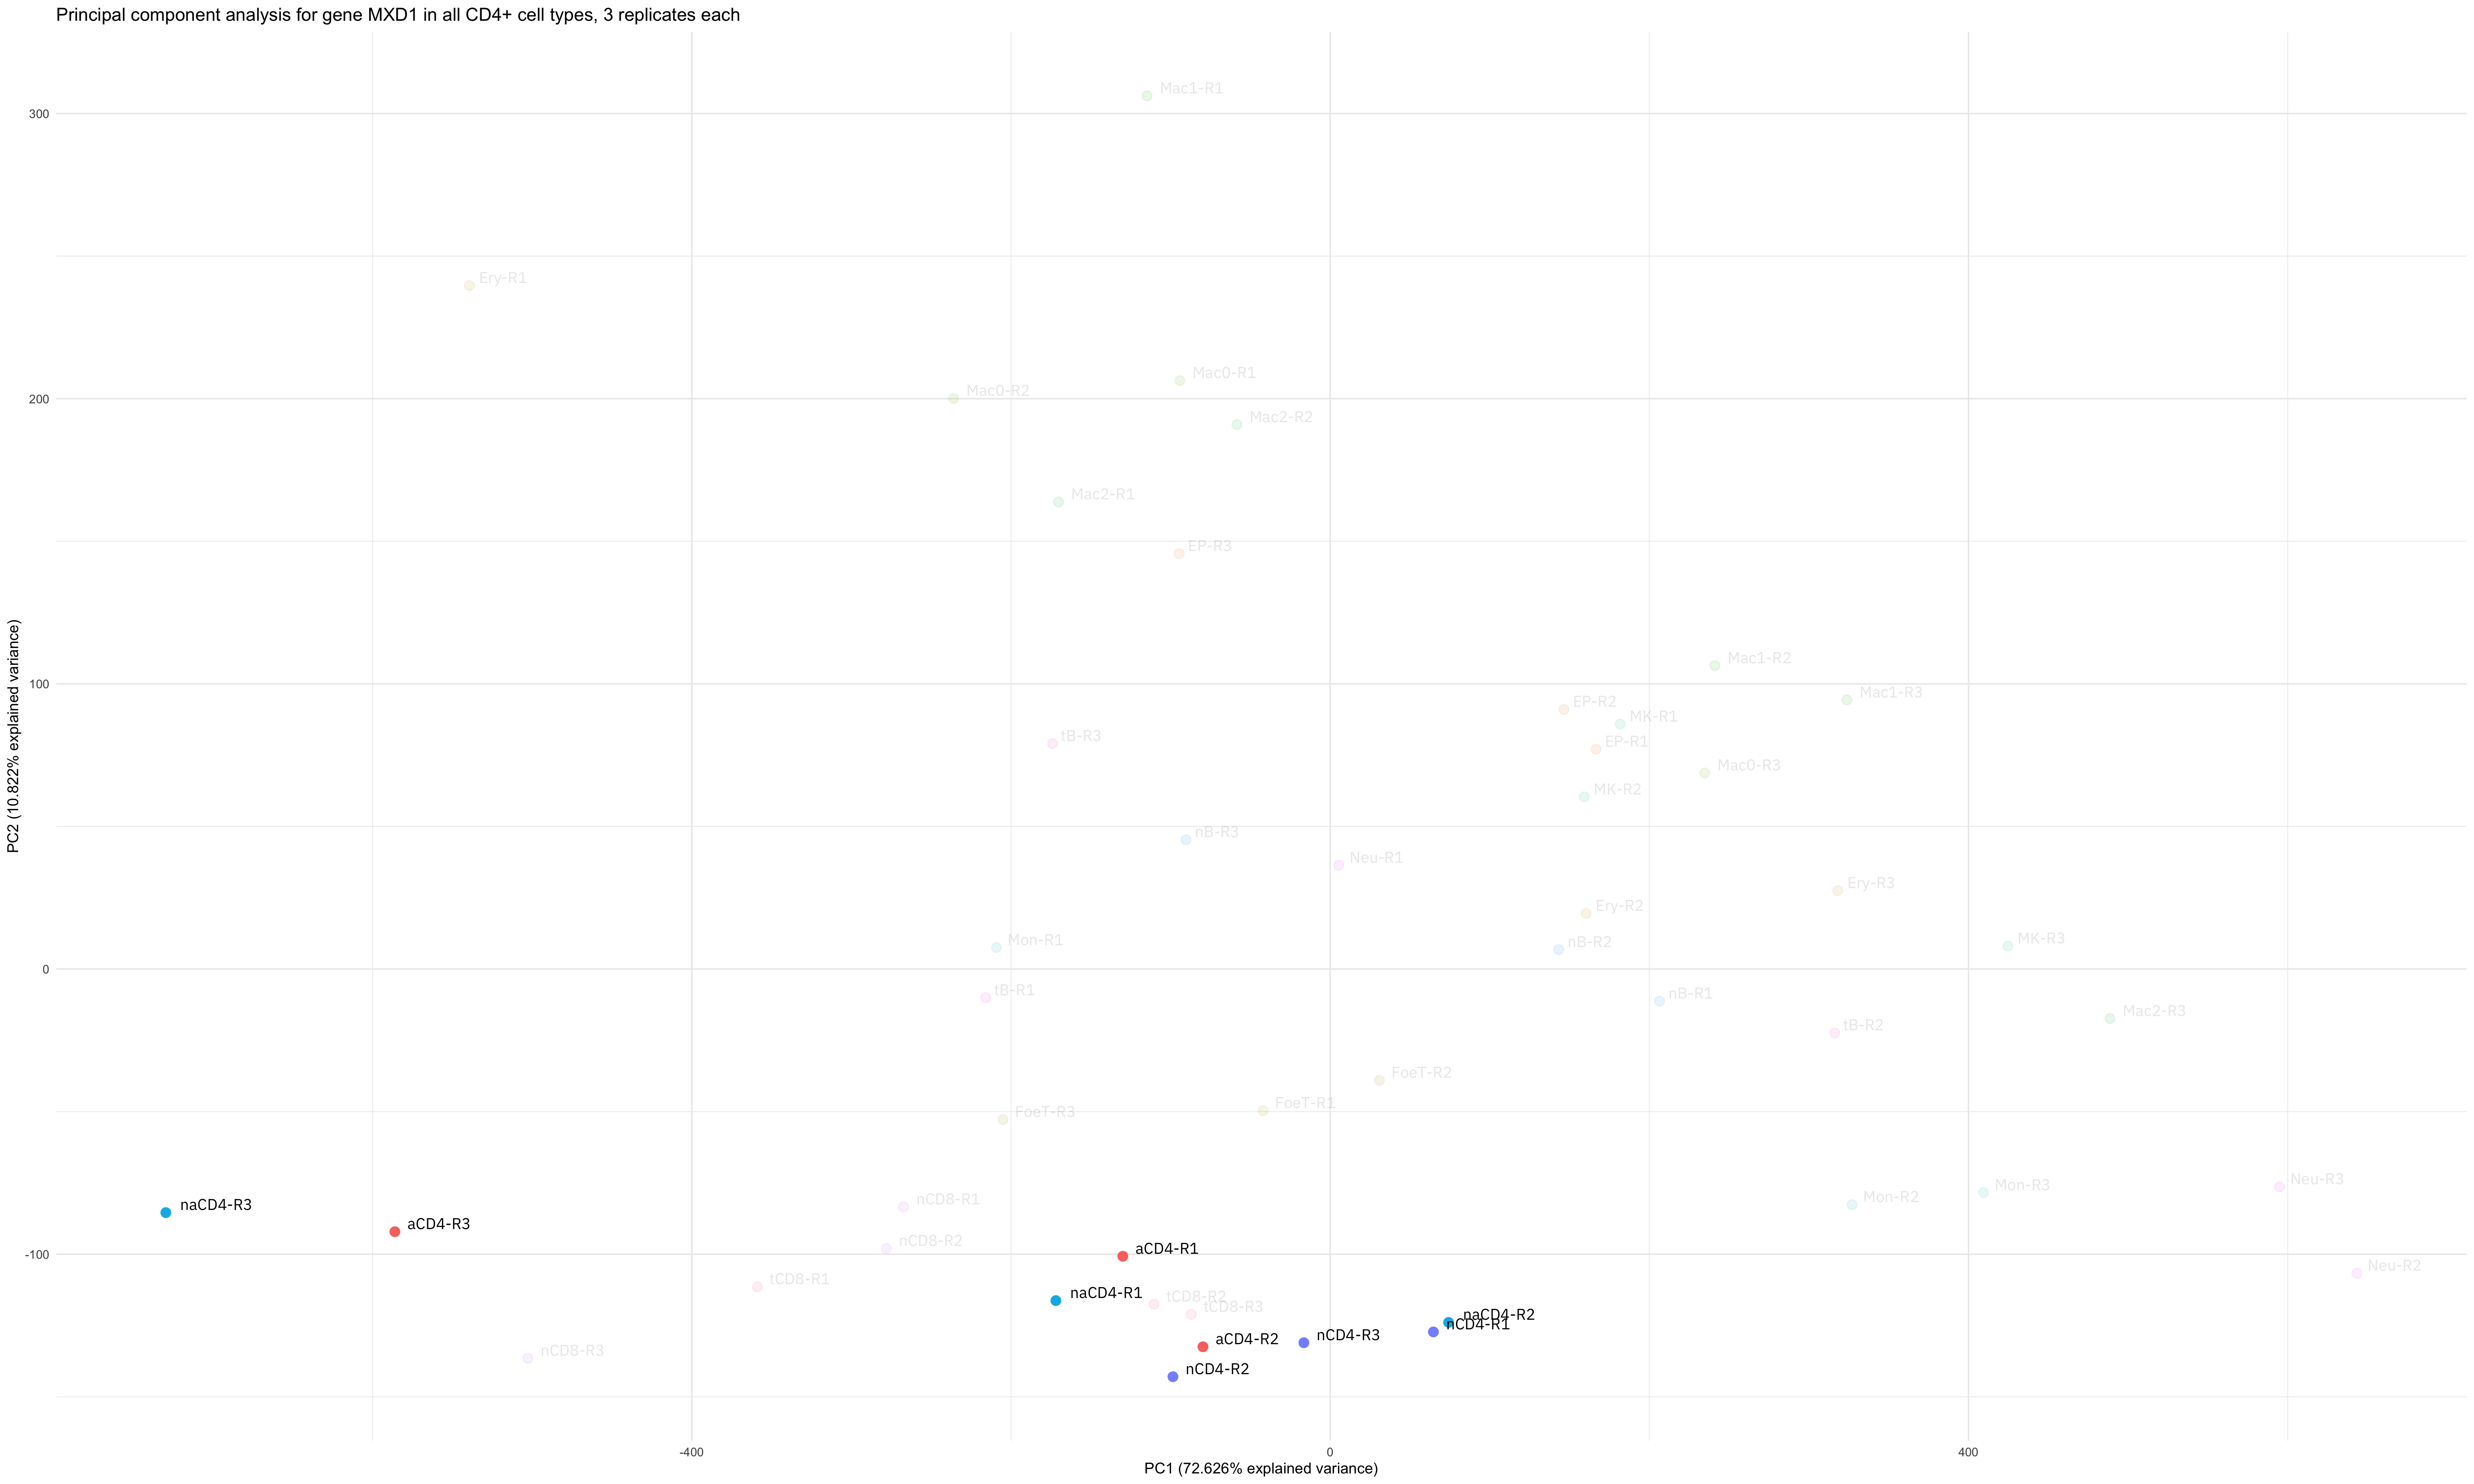 Principal component analysis for gene MXD1 in all CD4+ cell types, 3 replicates each
Mac1-R1
300
Ery-R1
Mac0-R1
Mac0-R2
200
Mac2-R2
Mac2-R1
EP-R3
Mac1-R2
100
Mac1-R3
EP-R2
MK-R1
tB-R3
EP-R1
Mac0-R3
MK-R2
nB-R3
Neu-R1
Ery-R3
Ery-R2
Mon-R1
nB-R2
MK-R3
0
tB-R1
nB-R1
Mac2-R3
tB-R2
FoeT-R2
FoeT-R1
FoeT-R3
Neu-R3
Mon-R3
Mon-R2
nCD8-R1
naCD4-R3
aCD4-R3
nCD8-R2
aCD4-R1
-100
Neu-R2
tCD8-R1
naCD4-R1
tCD8-R2
tCD8-R3
naCD4-R2
nCD4-R1
nCD4-R3
aCD4-R2
nCD8-R3
nCD4-R2
-400
0
400
PC1 (72.626% explained variance)
PC2 (10.822% explained variance)